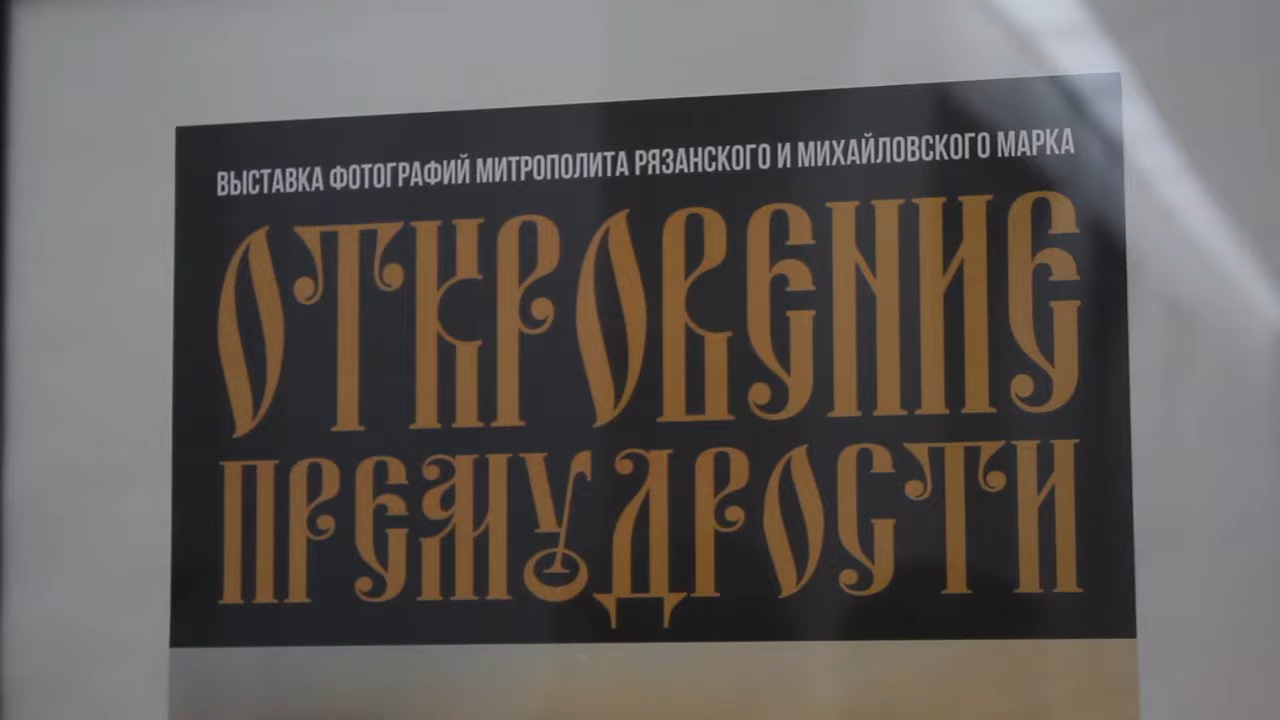 ВЫСТАВКА ФОТОГРАФИЙ МИТРОПОЛИТА РЯЗАНСКОГО И МИХАЙЛОВСКОГО МАРКА
ОТКРОВЕНИЕ
ПРЕМУДРОСТИ